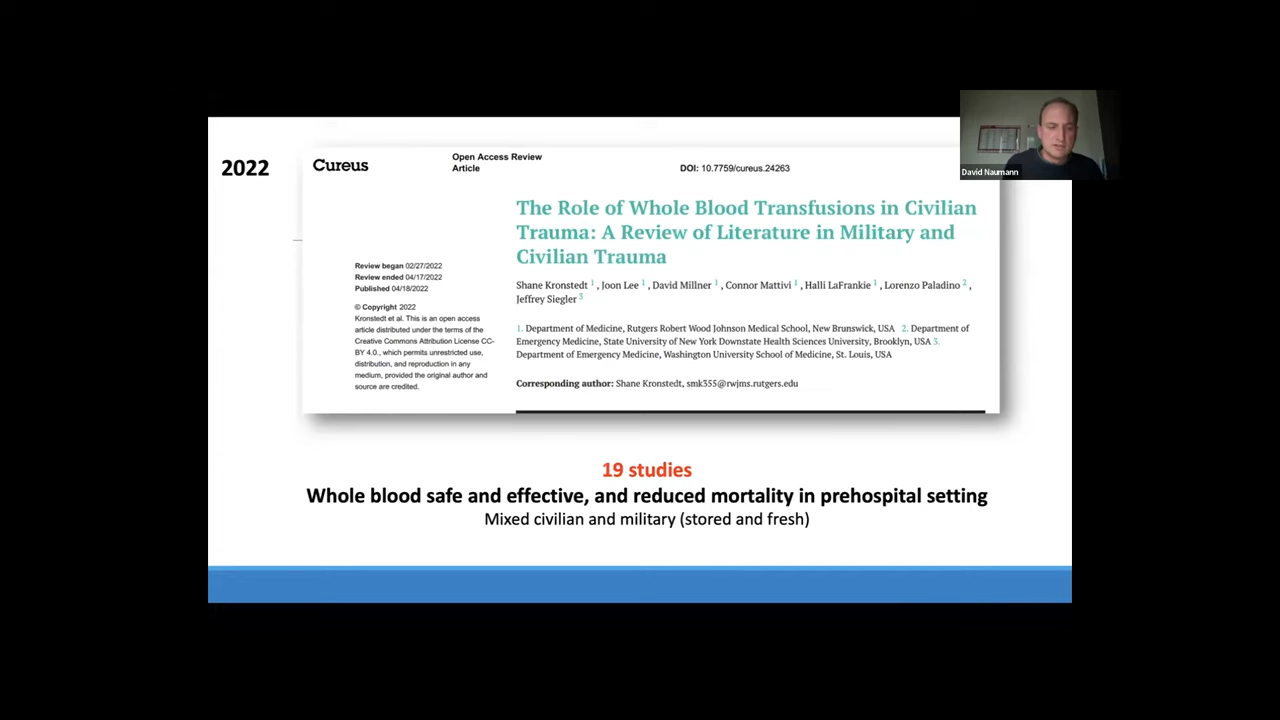 2022
Cureus
Open Access Review
Article
DOI: 10.7759/cureus.24263
David Naumann
The Role of Whole Blood Transfusions in Civilian
Trauma: A Review of Literature in Military and
Civilian Trauma
Review began 02/27/2022
Review ended 04/17/2022
Published 04/18/2022
© Copyright 2022
Kronstedt et al. This is an open access
article distributed under the terms of the
Creative Commons Attribution License CC-
BY 4.0., which permits unrestricted use,
distribution, and reproduction in any
medium, provided the original author and
source are credited.
Shane Kronstedt 1 , Joon Lee 1 , David Millner 1 , Connor Mattivi 1 , Halli LaFrankie 1 , Lorenzo Paladino 2 ,
Jeffrey Siegler 3
1. Department of Medicine, Rutgers Robert Wood Johnson Medical School, New Brunswick, USA 2. Department of
Emergency Medicine, State University of New York Downstate Health Sciences University, Brooklyn, USA 3.
Department of Emergency Medicine, Washington University School of Medicine, St. Louis, USA
Corresponding author: Shane Kronstedt, smk355@rwjms.rutgers.edu
19 studies
Whole blood safe and effective, and reduced mortality in prehospital setting
Mixed civilian and military (stored and fresh)